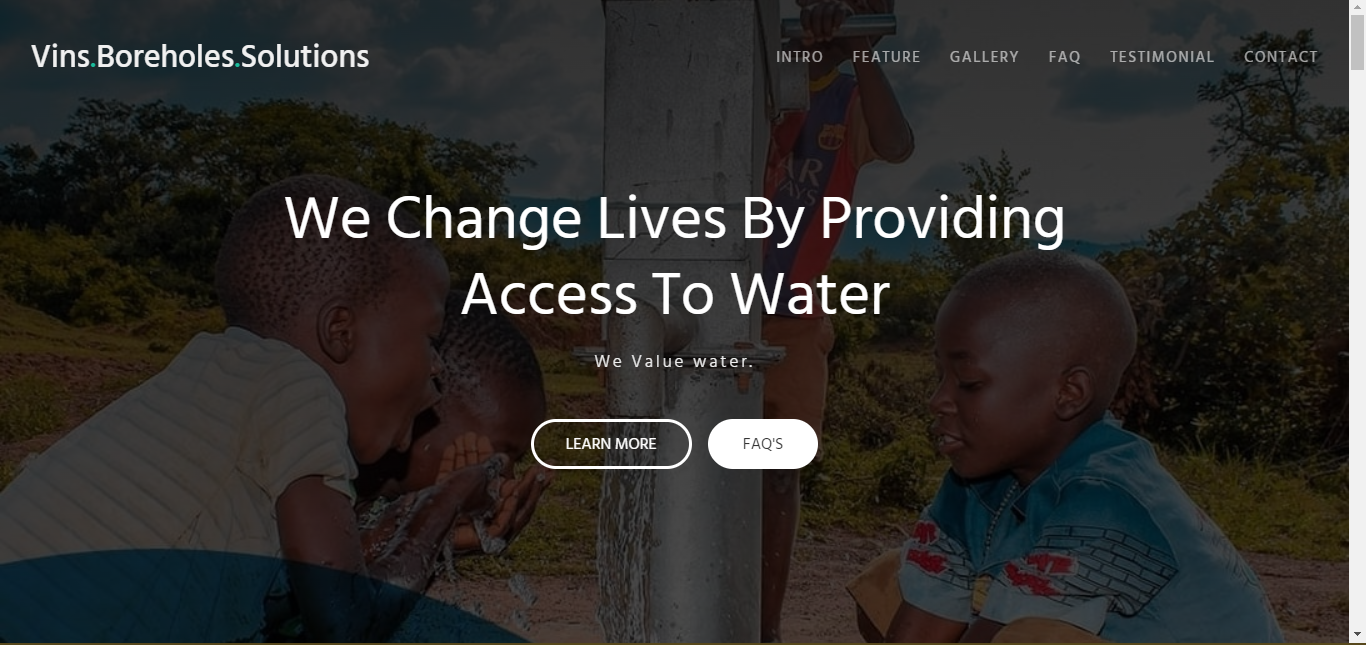 Vins.Boreholes.Solutions
INTRO FEATURE GALLERY FAQ TESTIMONIAL CONTACT
We Change Lives By Providing
Access To Water
We Value water.
LEARN MORE FAQ'S